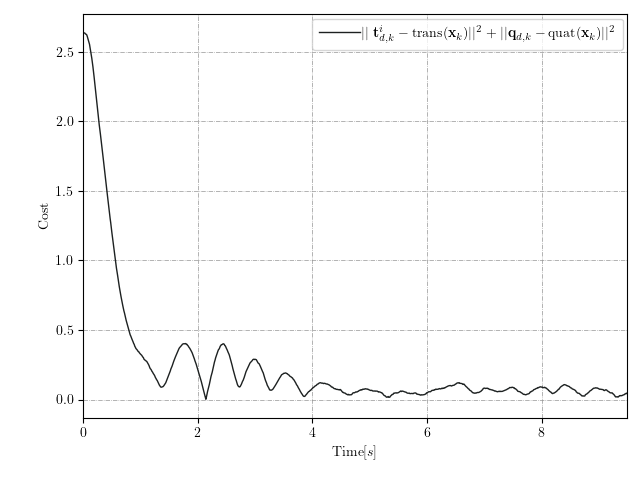 || t^i_{d,k} − trans(x_k)||² + ||q_{d,k} − quat(x_k)||²
2.5
2.0
1.5
1.0
0.5
0.0
Cost
0 2 4 6 8
Time[s]